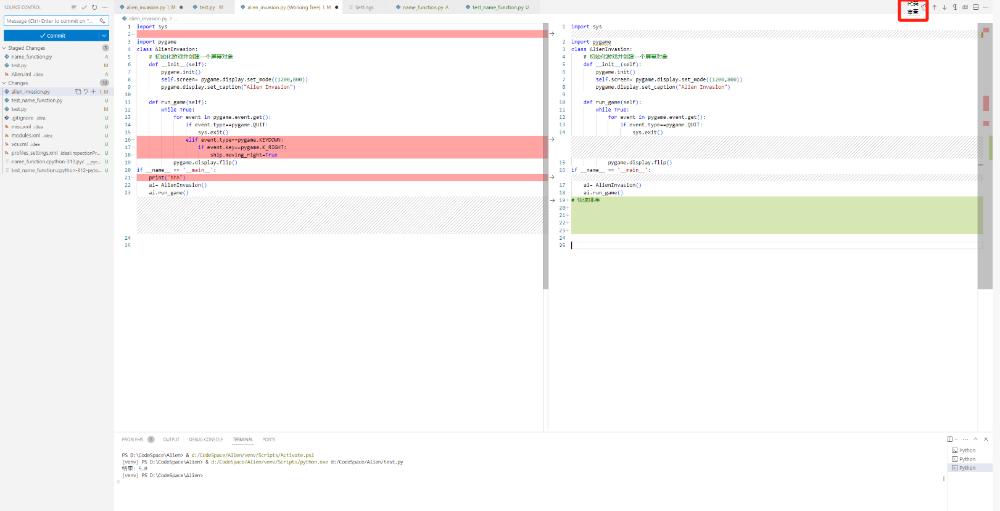 SOURCE CONTROL
alien_invasion.py 1, M
test.py M
alien_invasion.py (Working Tree) 1, M
Settings
name_function.py A
test_name_function.py U
代码
审查
Message (Ctrl+Enter to commit on "...
Commit
Staged Changes 3
name_function.py A
test.py M
Alien.iml .idea A
Changes 10
alien_invasion.py 1, M
test_name_function.py U
test.py M
.gitignore .idea U
misc.xml .idea U
modules.xml .idea U
vcs.xml .idea U
profiles_settings.xml .idea\inspectionPr... U
name_function.cpython-312.pyc __pyc... U
test_name_function.cpython-312-pyte... U
alien_invasion.py > ...
1 import sys
2
3 import pygame
4 class AlienInvasion:
5 # 初始化游戏并创建一个屏幕对象
6 def __init__(self):
7 pygame.init()
8 self.screen= pygame.display.set_mode((1200,800))
9 pygame.display.set_caption("Alien Invasion")
10
11 def run_game(self):
12 while True:
13 for event in pygame.event.get():
14 if event.type==pygame.QUIT:
15 sys.exit()
16 elif event.type==pygame.KEYDOWN:
17 if event.key==pygame.K_RIGHT:
18 ship.moving_right=True
19 pygame.display.flip()
20 if __name__ == '__main__':
21 print("hhh")
22 ai= AlienInvasion()
23 ai.run_game()
24
25
1 import sys
2 import pygame
3 class AlienInvasion:
4 # 初始化游戏并创建一个屏幕对象
5 def __init__(self):
6 pygame.init()
7 self.screen= pygame.display.set_mode((1200,800))
8 pygame.display.set_caption("Alien Invasion")
9
10 def run_game(self):
11 while True:
12 for event in pygame.event.get():
13 if event.type==pygame.QUIT:
14 sys.exit()
15 pygame.display.flip()
16 if __name__ == '__main__':
17 ai= AlienInvasion()
18 ai.run_game()
19+ # 快速排序
20+
21+
22+
23+
24
25
PROBLEMS 1 OUTPUT DEBUG CONSOLE TERMINAL PORTS
PS D:\CodeSpace\Alien> & d:/CodeSpace/Alien/venv/Scripts/Activate.ps1
(venv) PS D:\CodeSpace\Alien> & d:/CodeSpace/Alien/venv/Scripts/python.exe d:/CodeSpace/Alien/test.py
结果: 5.0
(venv) PS D:\CodeSpace\Alien>
Python
Python
Python